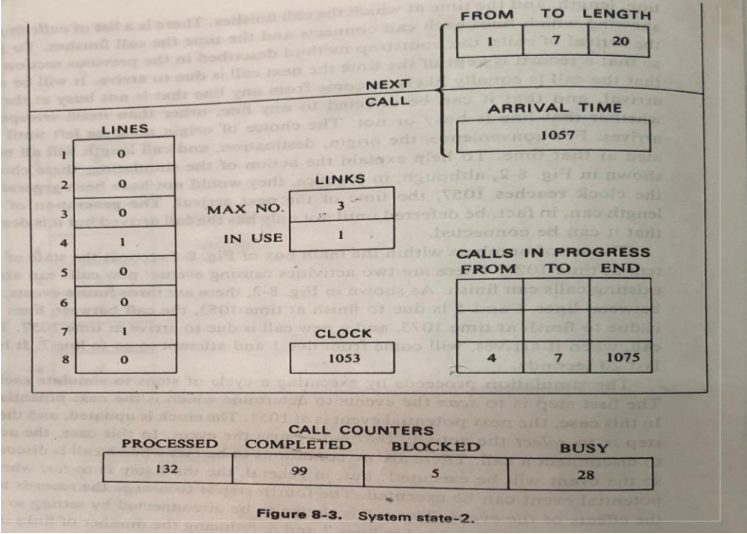 FROM TO LENGTH
1 7 20
NEXT
CALL
ARRIVAL TIME
1057
LINES
1 0
2 0
3 0
4 1
5 0
6 0
7 1
8 0
LINKS
MAX NO. 3
IN USE 1
CLOCK
1053
CALLS IN PROGRESS
FROM TO END
4 7 1075
CALL COUNTERS
PROCESSED COMPLETED BLOCKED BUSY
132 99 5 28
Figure 8-3. System state-2.